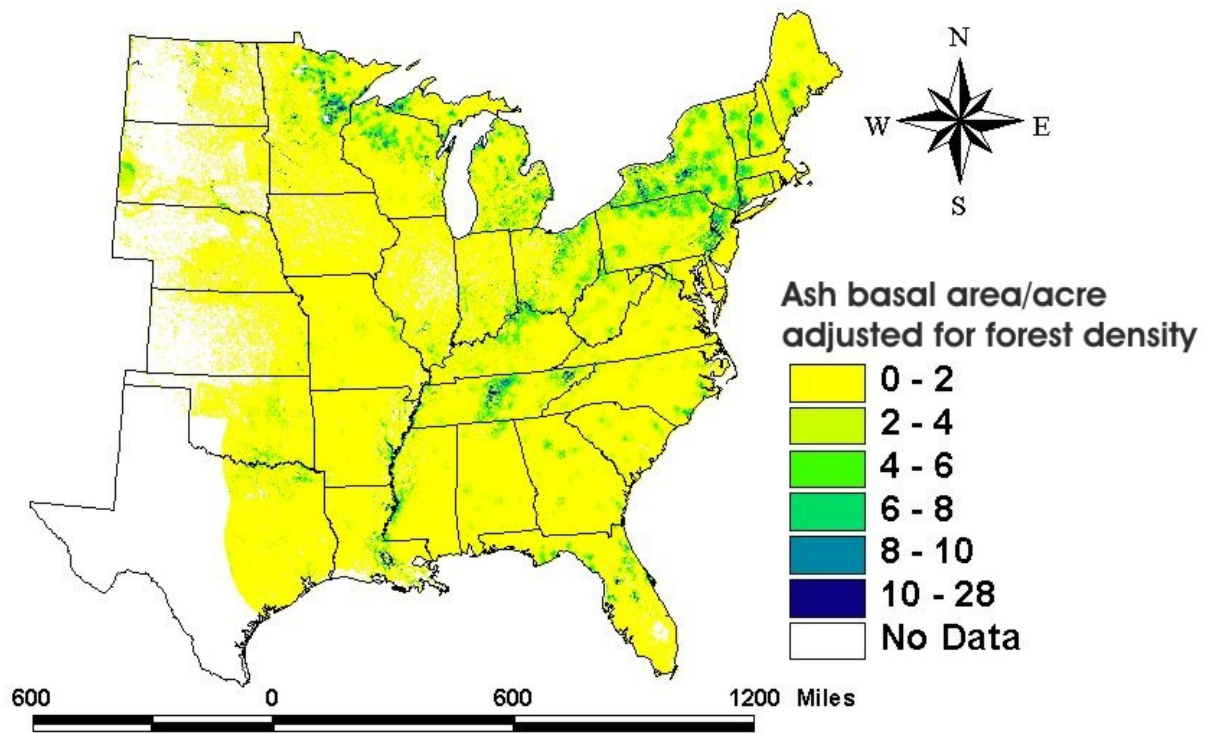 N
W E
S
Ash basal area/acre
adjusted for forest density
0 - 2
2 - 4
4 - 6
6 - 8
8 - 10
10 - 28
No Data
600 0 600 1200 Miles